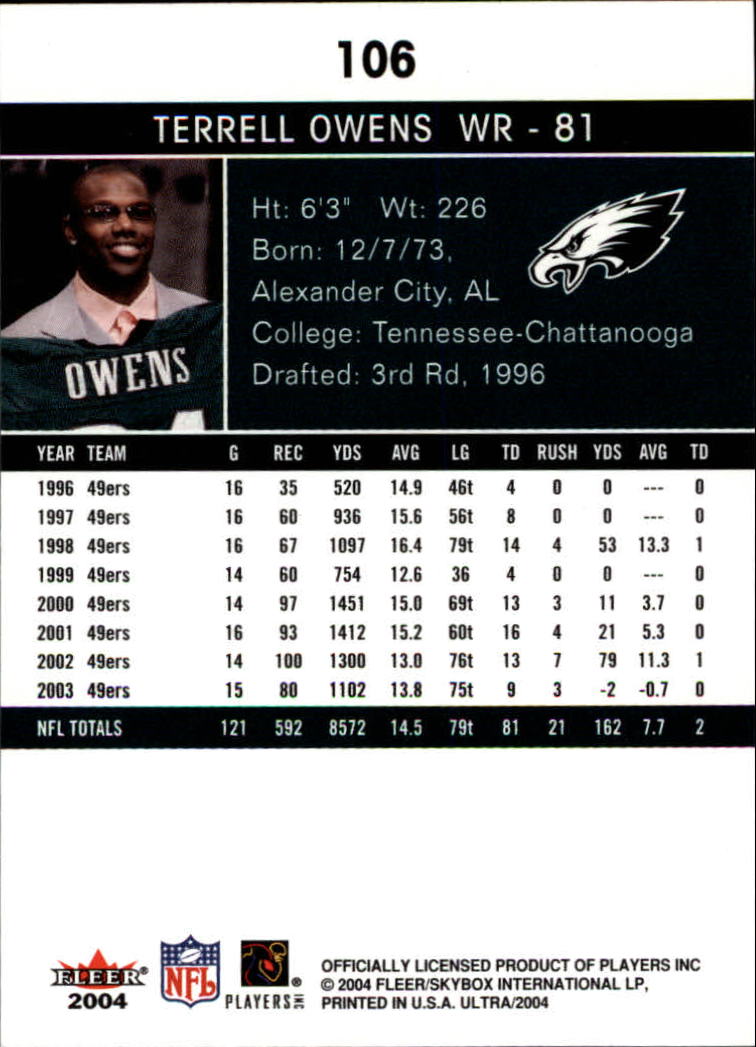 106
TERRELL OWENS WR - 81
Ht: 6'3" Wt: 226
Born: 12/7/73,
Alexander City, AL
College: Tennessee-Chattanooga
Drafted: 3rd Rd, 1996
OWENS
YEAR TEAM G REC YDS AVG LG TD RUSH YDS AVG TD
1996 49ers 16 35 520 14.9 46t 4 0 0 --- 0
1997 49ers 16 60 936 15.6 56t 8 0 0 --- 0
1998 49ers 16 67 1097 16.4 79t 14 4 53 13.3 1
1999 49ers 14 60 754 12.6 36 4 0 0 --- 0
2000 49ers 14 97 1451 15.0 69t 13 3 11 3.7 0
2001 49ers 16 93 1412 15.2 60t 16 4 21 5.3 0
2002 49ers 14 100 1300 13.0 76t 13 7 79 11.3 1
2003 49ers 15 80 1102 13.8 75t 9 3 -2 -0.7 0
NFL TOTALS 121 592 8572 14.5 79t 81 21 162 7.7 2
FLEER®
2004
NFL
®
PLAYERS INC
OFFICIALLY LICENSED PRODUCT OF PLAYERS INC
© 2004 FLEER/SKYBOX INTERNATIONAL LP,
PRINTED IN U.S.A. ULTRA/2004